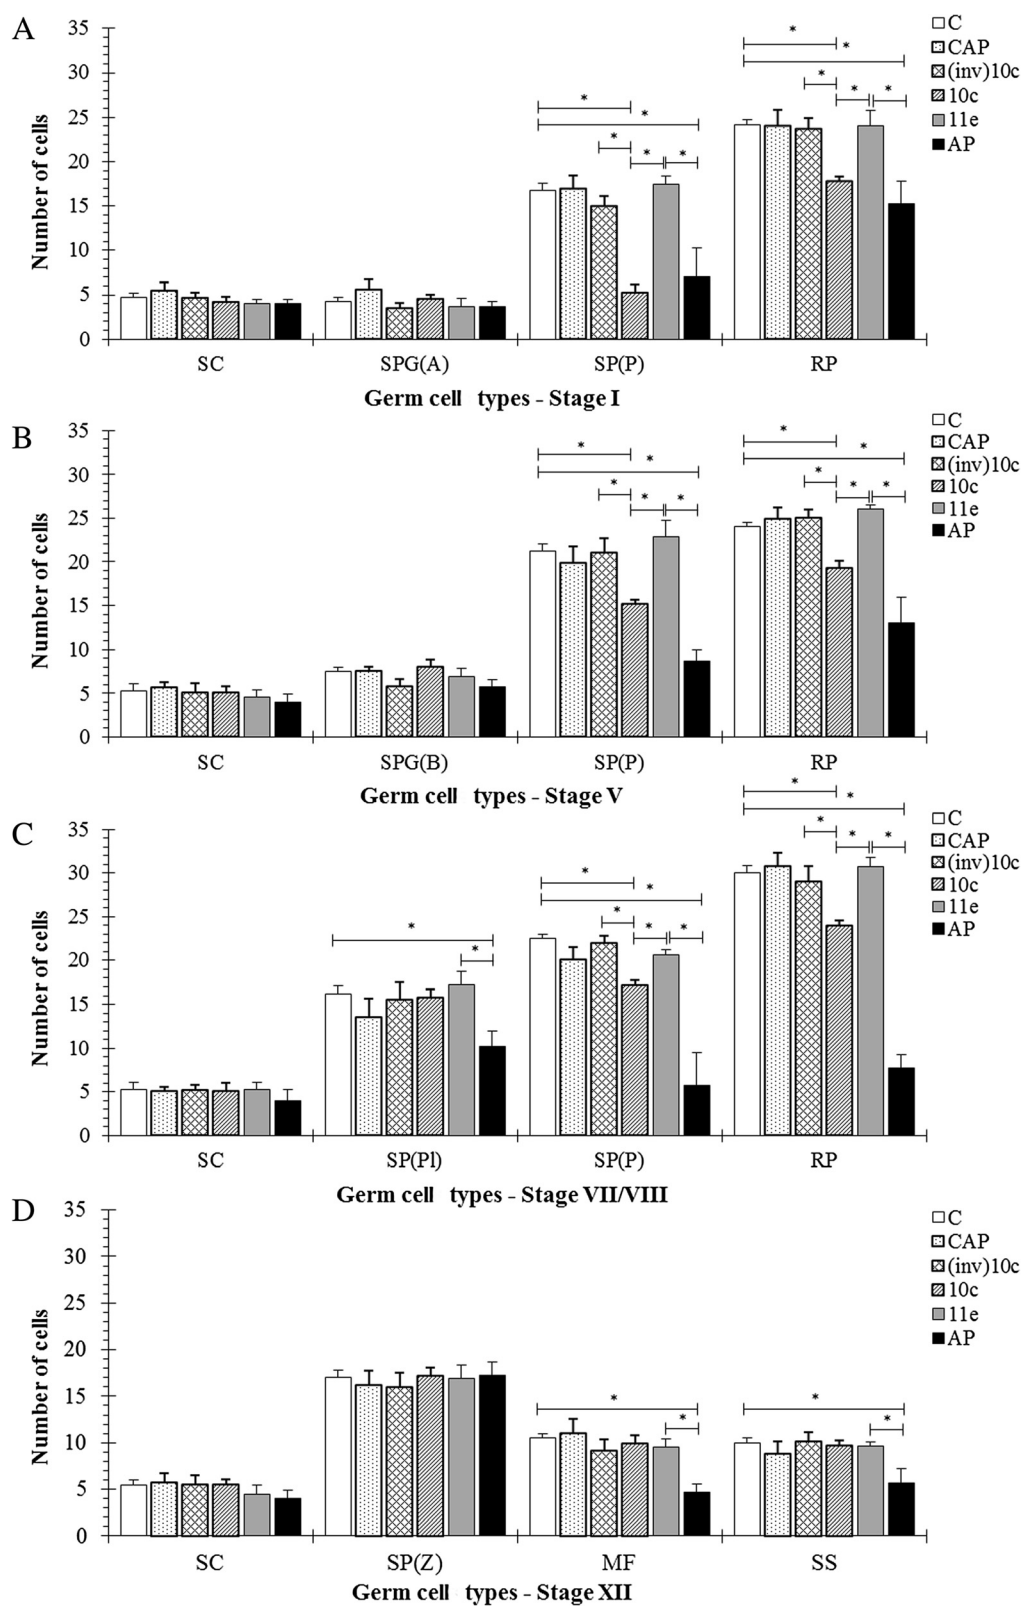 A
Number of cells
35
30
25
20
15
10
5
0
* * * * *
* * * * *
C
CAP
(inv)10c
10c
11e
AP
SC SPG(A) SP(P) RP
Germ cell types - Stage I
B
Number of cells
35
30
25
20
15
10
5
0
* * * * *
* * * * *
C
CAP
(inv)10c
10c
11e
AP
SC SPG(B) SP(P) RP
Germ cell types - Stage V
C
Number of cells
35
30
25
20
15
10
5
0
* *
* * * * *
* * * * *
C
CAP
(inv)10c
10c
11e
AP
SC SP(Pl) SP(P) RP
Germ cell types - Stage VII/VIII
D
Number of cells
35
30
25
20
15
10
5
0
* *
* *
C
CAP
(inv)10c
10c
11e
AP
SC SP(Z) MF SS
Germ cell types - Stage XII